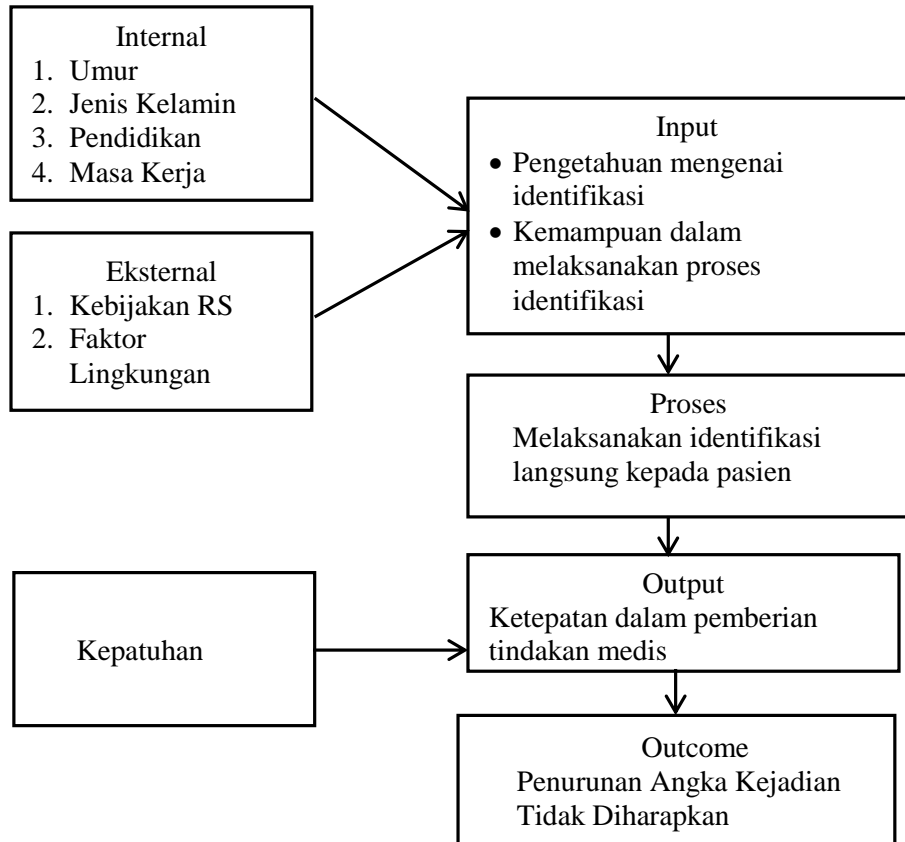 Internal
1. Umur
2. Jenis Kelamin
3. Pendidikan
4. Masa Kerja
Eksternal
1. Kebijakan RS
2. Faktor
Lingkungan
Input
• Pengetahuan mengenai
identifikasi
• Kemampuan dalam
melaksanakan proses
identifikasi
Proses
Melaksanakan identifikasi
langsung kepada pasien
Kepatuhan
Output
Ketepatan dalam pemberian
tindakan medis
Outcome
Penurunan Angka Kejadian
Tidak Diharapkan